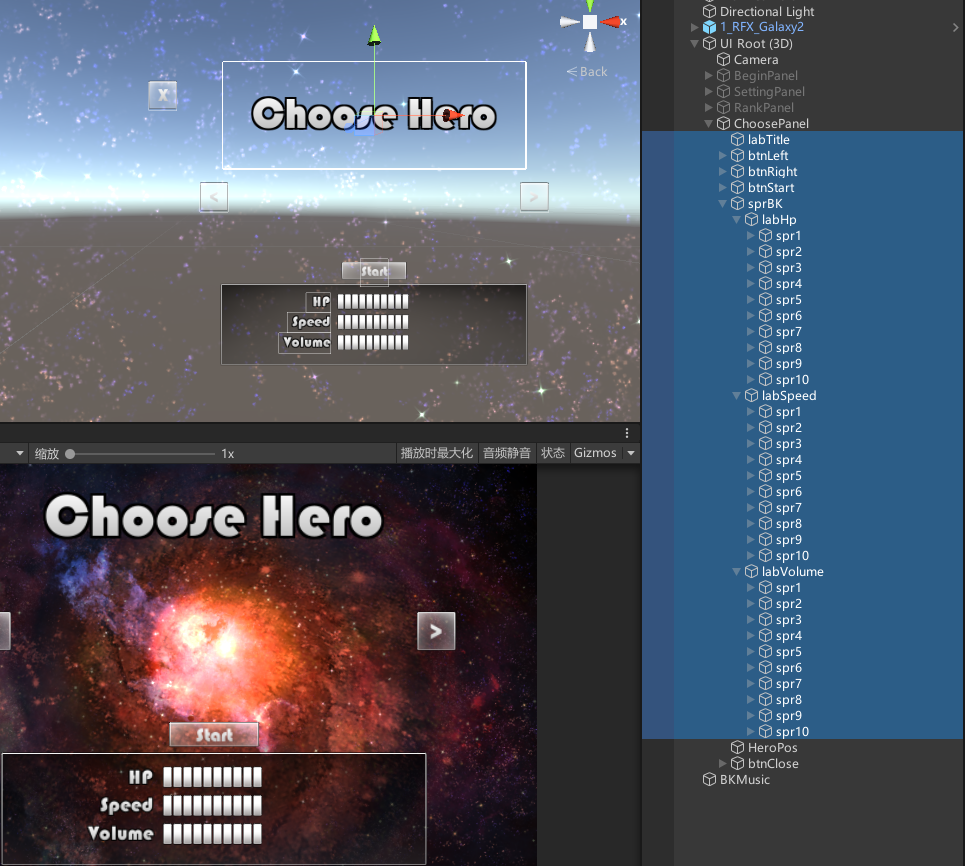 x
Back
X
Choose Hero
<
>
Start
HP
Speed
Volume
缩放
1x
播放时最大化
音频静音
状态
Gizmos
Choose Hero
>
Start
HP
Speed
Volume
Directional Light
1_RFX_Galaxy2
UI Root (3D)
Camera
BeginPanel
SettingPanel
RankPanel
ChoosePanel
labTitle
btnLeft
btnRight
btnStart
sprBK
labHp
spr1
spr2
spr3
spr4
spr5
spr6
spr7
spr8
spr9
spr10
labSpeed
spr1
spr2
spr3
spr4
spr5
spr6
spr7
spr8
spr9
spr10
labVolume
spr1
spr2
spr3
spr4
spr5
spr6
spr7
spr8
spr9
spr10
HeroPos
btnClose
BKMusic